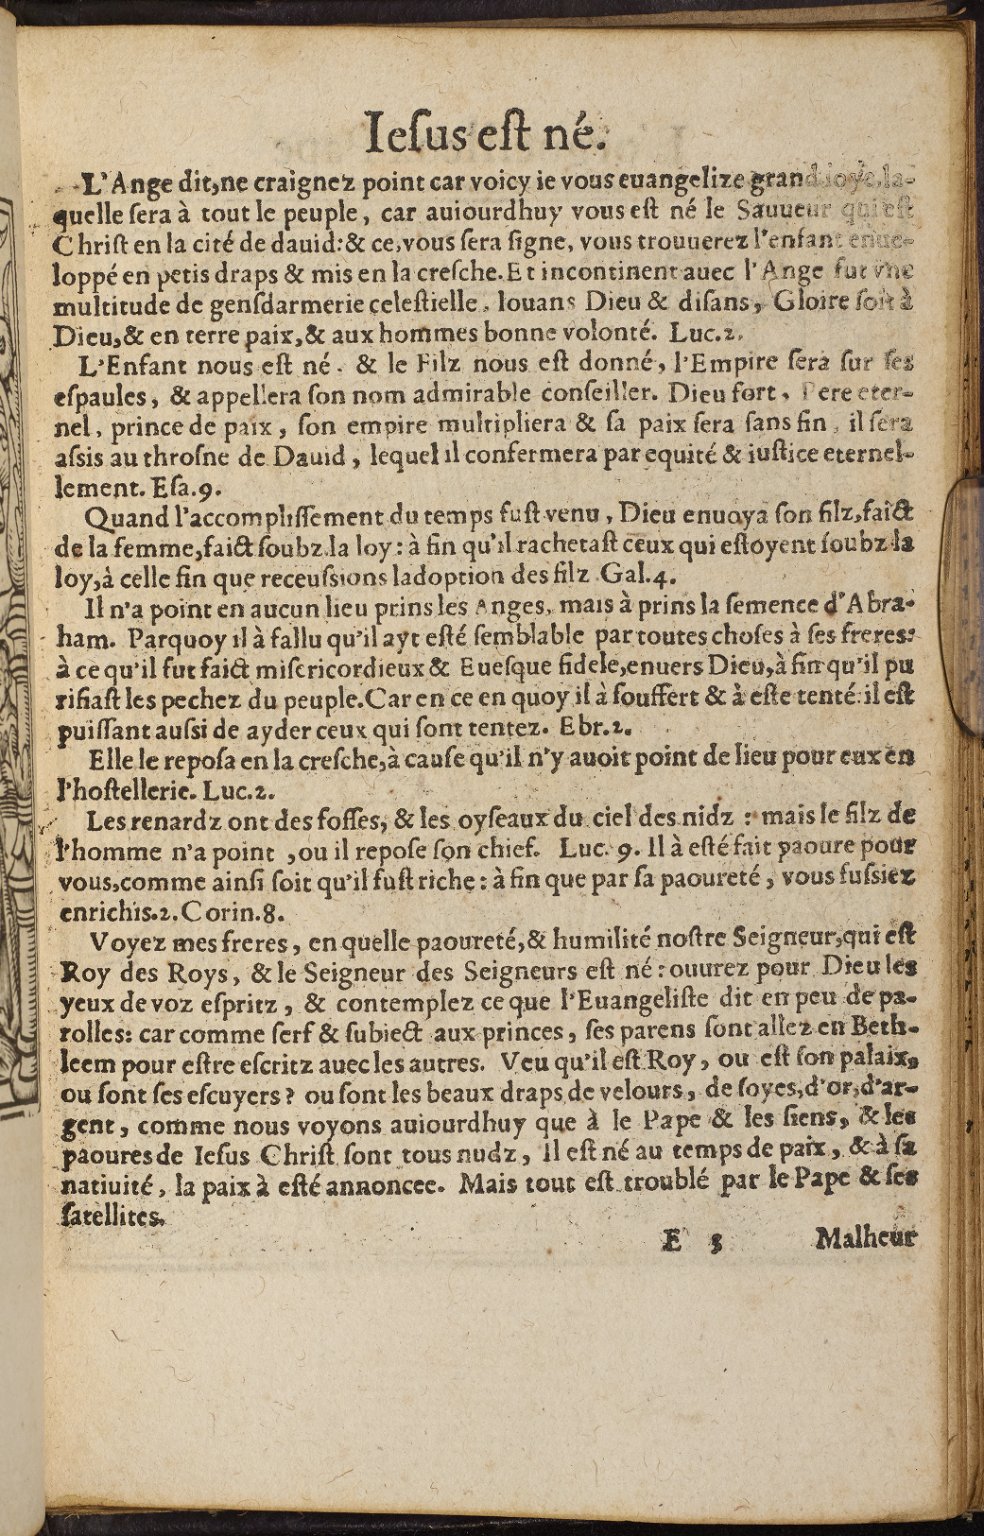 Iesus est né.
L'Ange dit,ne craignez point car voicy ie vous euangelize grand ioye,la-
quelle sera à tout le peuple, car auiourdhuy vous est né le Sauueur qui est
Christ en la cité de dauid:& ce,vous sera signe, vous trouuerez l'enfant enue-
loppé en petis draps & mis en la cresche.Et incontinent auec l'Ange fut vne
multitude de gensdarmerie celestielle, louans Dieu & disans, Gloire soit à
Dieu,& en terre paix,& aux hommes bonne volonté. Luc.2.
L'Enfant nous est né. & le Filz nous est donné, l'Empire sera sur ses
espaules, & appellera son nom admirable conseiller. Dieu fort, Pere eter-
nel, prince de paix, son empire multipliera & sa paix sera sans fin, il sera
assis au throsne de Dauid, lequel il confermera par equité & iustice eternel-
lement. Esa.9.
Quand l'accomplissement du temps fust venu, Dieu enuoya son filz,faict
de la femme,faict soubz la loy: à fin qu'il rachetast ceux qui estoyent soubz la
loy,à celle fin que receussions ladoption des filz Gal.4.
Il n'a point en aucun lieu prins les Anges, mais à prins la semence d'Abra-
ham. Parquoy il à fallu qu'il ayt esté semblable par toutes choses à ses freres:
à ce qu'il fut faict misericordieux & Euesque fidele,enuers Dieu,à fin qu'il pu
rifiast les pechez du peuple.Car en ce en quoy il à souffert & à este tenté:il est
puissant aussi de ayder ceux qui sont tentez. Ebr.2.
Elle le reposa en la cresche,à cause qu'il n'y auoit point de lieu pour eux en
l'hostellerie. Luc.2.
Les renardz ont des fosses, & les oyseaux du ciel des nidz : mais le filz de
l'homme n'a point ,ou il repose son chief. Luc. 9. Il à esté fait paoure pour
vous,comme ainsi soit qu'il fust riche: à fin que par sa paoureté, vous fussiez
enrichis.2.Corin.8.
Voyez mes freres, en quelle paoureté,& humilité nostre Seigneur,qui est
Roy des Roys, & le Seigneur des Seigneurs est né: ouurez pour Dieu les
yeux de voz espritz, & contemplez ce que l'Euangeliste dit en peu de pa-
rolles: car comme serf & subiect aux princes, ses parens sont allez en Beth-
leem pour estre escritz auec les autres. Veu qu'il est Roy, ou est son palaix,
ou sont ses escuyers? ou sont les beaux draps de velours, de soyes,d'or,d'ar-
gent, comme nous voyons auiourdhuy que à le Pape & les siens, & les
paoures de Iesus Christ sont tous nudz, il est né au temps de paix, & à sa
natiuité, la paix à esté annoncee. Mais tout est troublé par le Pape & ses
satellites.
E 3 Malheur